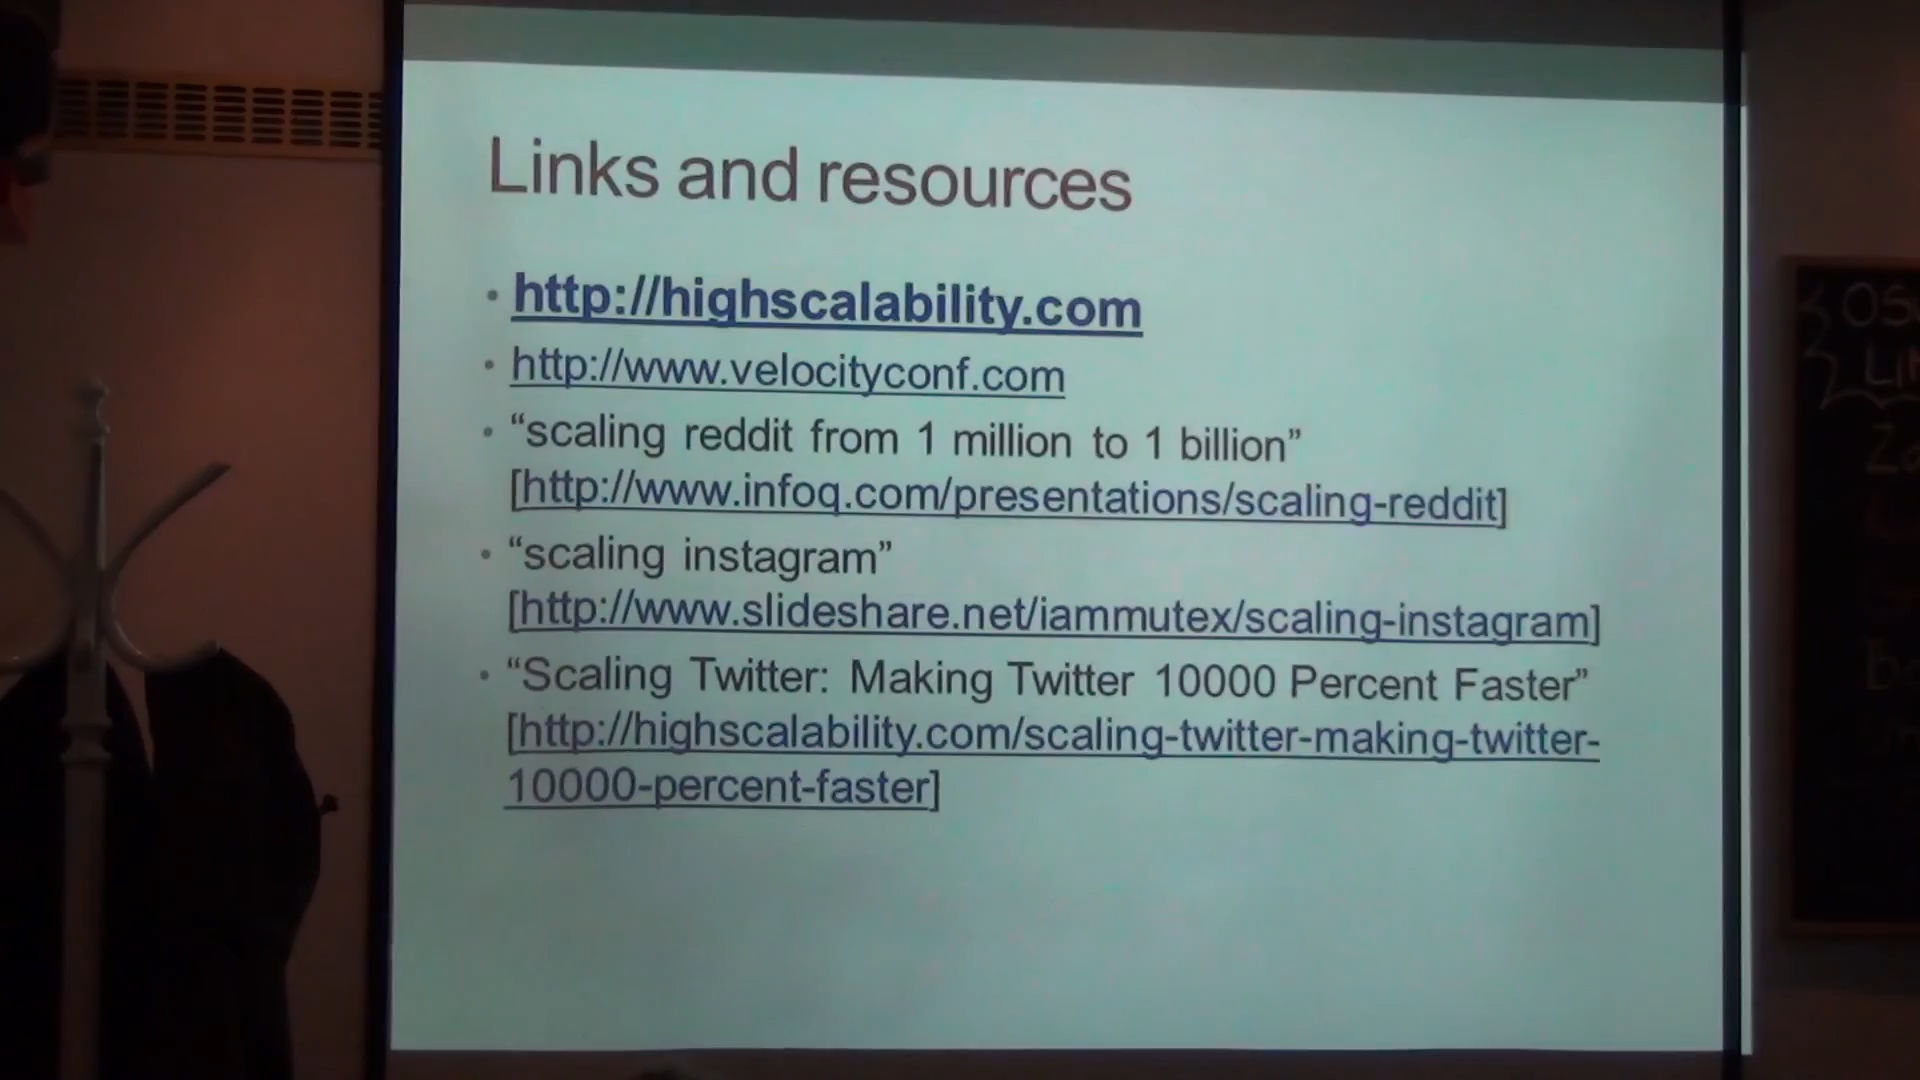 Links and resources
• http://highscalability.com
• http://www.velocityconf.com
• “scaling reddit from 1 million to 1 billion”
[http://www.infoq.com/presentations/scaling-reddit]
• “scaling instagram”
[http://www.slideshare.net/iammutex/scaling-instagram]
• “Scaling Twitter: Making Twitter 10000 Percent Faster”
[http://highscalability.com/scaling-twitter-making-twitter-
10000-percent-faster]